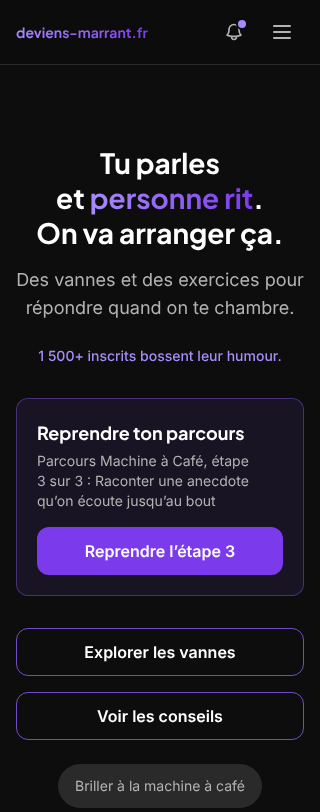 deviens-marrant.fr
Tu parles
et personne rit.
On va arranger ça.
Des vannes et des exercices pour
répondre quand on te chambre.
1 500+ inscrits bossent leur humour.
Reprendre ton parcours
Parcours Machine à Café, étape
3 sur 3 : Raconter une anecdote
qu’on écoute jusqu’au bout
Reprendre l’étape 3
Explorer les vannes
Voir les conseils
Briller à la machine à café